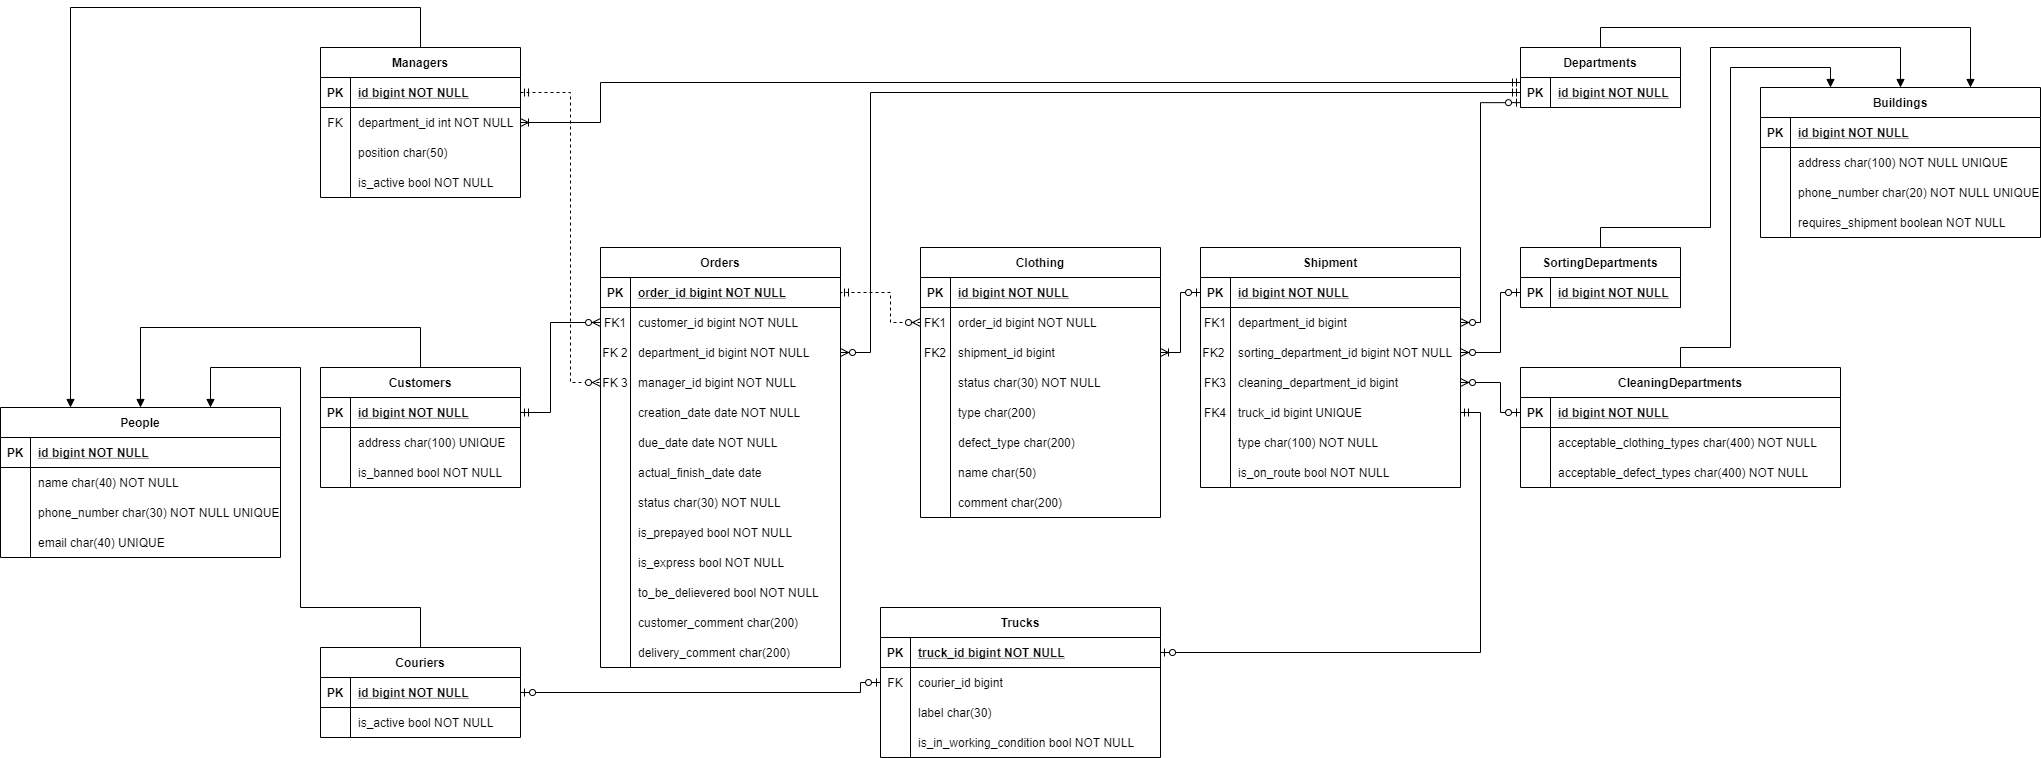 Managers
PK id bigint NOT NULL
FK department_id int NOT NULL
position char(50)
is_active bool NOT NULL
Departments
PK id bigint NOT NULL
Buildings
PK id bigint NOT NULL
address char(100) NOT NULL UNIQUE
phone_number char(20) NOT NULL UNIQUE
requires_shipment boolean NOT NULL
Orders
PK order_id bigint NOT NULL
FK1 customer_id bigint NOT NULL
FK 2 department_id bigint NOT NULL
FK 3 manager_id bigint NOT NULL
creation_date date NOT NULL
due_date date NOT NULL
actual_finish_date date
status char(30) NOT NULL
is_prepayed bool NOT NULL
is_express bool NOT NULL
to_be_delievered bool NOT NULL
customer_comment char(200)
delivery_comment char(200)
Clothing
PK id bigint NOT NULL
FK1 order_id bigint NOT NULL
FK2 shipment_id bigint
status char(30) NOT NULL
type char(200)
defect_type char(200)
name char(50)
comment char(200)
Shipment
PK id bigint NOT NULL
FK1 department_id bigint
FK2 sorting_department_id bigint NOT NULL
FK3 cleaning_department_id bigint
FK4 truck_id bigint UNIQUE
type char(100) NOT NULL
is_on_route bool NOT NULL
SortingDepartments
PK id bigint NOT NULL
CleaningDepartments
PK id bigint NOT NULL
acceptable_clothing_types char(400) NOT NULL
acceptable_defect_types char(400) NOT NULL
Customers
PK id bigint NOT NULL
address char(100) UNIQUE
is_banned bool NOT NULL
People
PK id bigint NOT NULL
name char(40) NOT NULL
phone_number char(30) NOT NULL UNIQUE
email char(40) UNIQUE
Couriers
PK id bigint NOT NULL
is_active bool NOT NULL
Trucks
PK truck_id bigint NOT NULL
FK courier_id bigint
label char(30)
is_in_working_condition bool NOT NULL